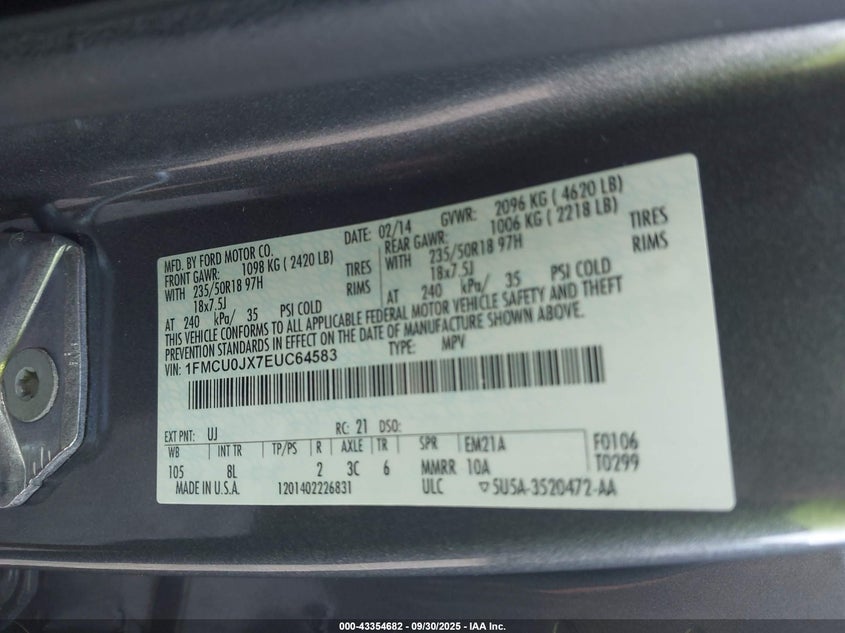 MFD. BY FORD MOTOR CO. DATE: 02/14 GVWR: 2096 KG ( 4620 LB)
FRONT GAWR: 1098 KG ( 2420 LB) REAR GAWR: 1006 KG ( 2218 LB)
WITH 235/50R18 97H TIRES WITH 235/50R18 97H TIRES
18x7.5J RIMS 18x7.5J RIMS
AT 240 kPa/ 35 PSI COLD AT 240 kPa/ 35 PSI COLD
THIS VEHICLE CONFORMS TO ALL APPLICABLE FEDERAL MOTOR VEHICLE SAFETY AND THEFT
PREVENTION STANDARDS IN EFFECT ON THE DATE OF MANUFACTURE SHOWN ABOVE.
VIN: 1FMCU0JX7EUC64583 TYPE: MPV
EXT PNT: UJ RC: 21 DSO: F0106
WB INT TR TP/PS R AXLE TR SPR EM21A T0299
105 8L 2 3C 6 MMRR 10A
MADE IN U.S.A. 1201402226831 ULC ▽5U5A-3520472-AA
000-43354682 - 09/30/2025 - IAA Inc.